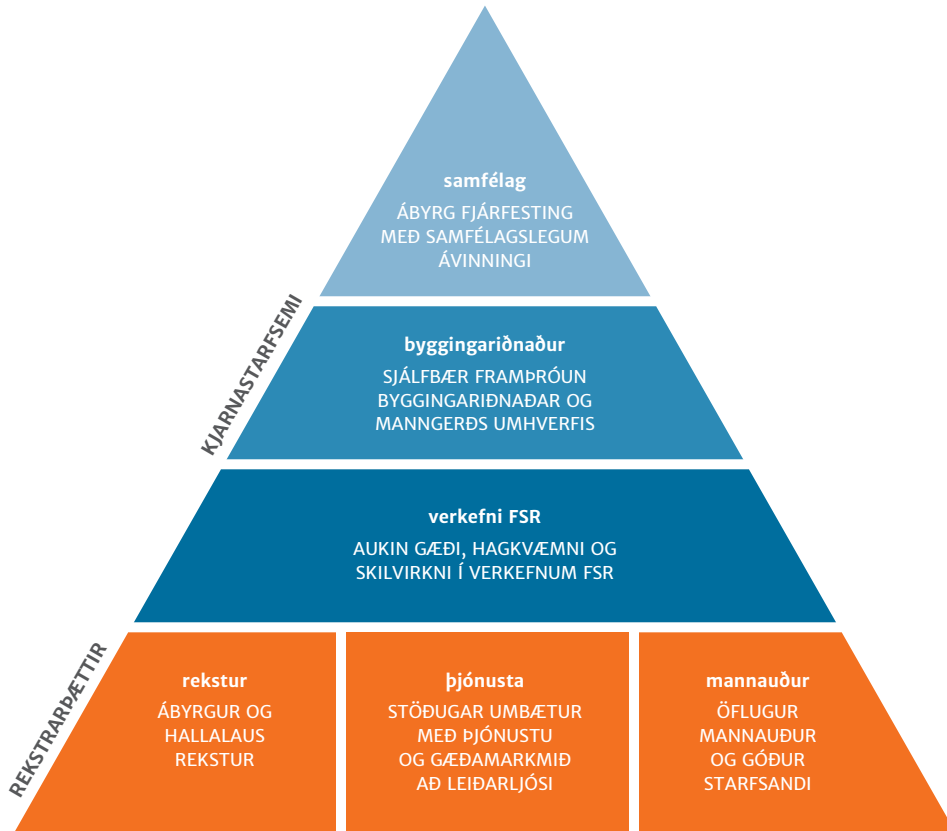 samfélag
ÁBYRG FJÁRFESTING
MEÐ SAMFÉLAGSLEGUM
ÁVINNINGI
KJARNASTARFSEMI
byggingariðnaður
SJÁLFBÆR FRAMÞRÓUN
BYGGINGARIÐNAÐAR OG
MANNGERÐS UMHVERFIS
verkefni FSR
AUKIN GÆÐI, HAGKVÆMNI OG
SKILVIRKNI Í VERKEFNUM FSR
REKSTRARÞÆTTIR
rekstur
ÁBYRGUR OG
HALLALAUS
REKSTUR
þjónusta
STÖÐUGAR UMBÆTUR
MEÐ ÞJÓNUSTU
OG GÆÐAMARKMIÐ
AÐ LEIÐARLJÓSI
mannauður
ÖFLUGUR
MANNAUÐUR
OG GÓÐUR
STARFSANDI